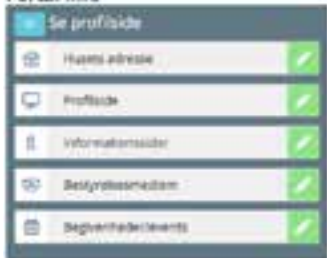 Se profilside
Husets adresse
Profilside
Informationssider
Bestyrelsesmedlem
Begivenheder/events